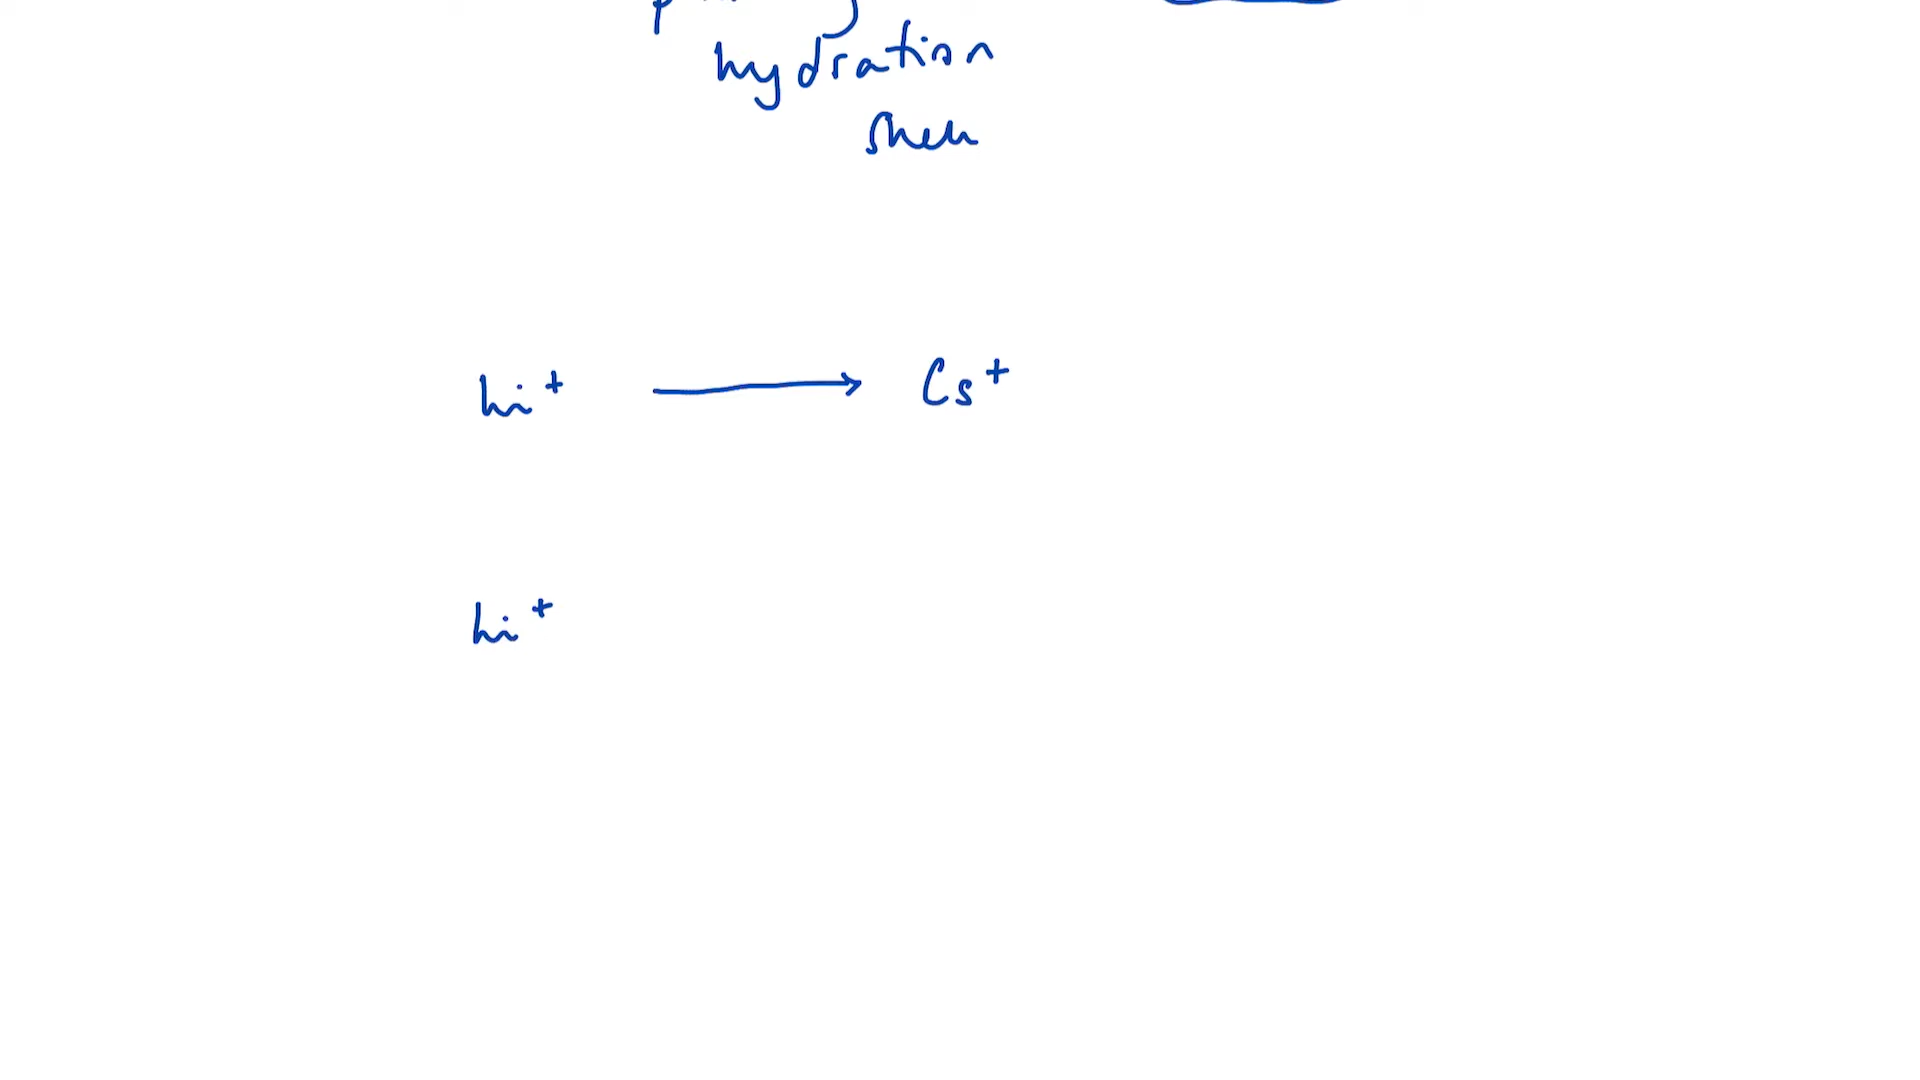 hydration
shell
Li⁺ ⟶ Cs⁺
Li⁺